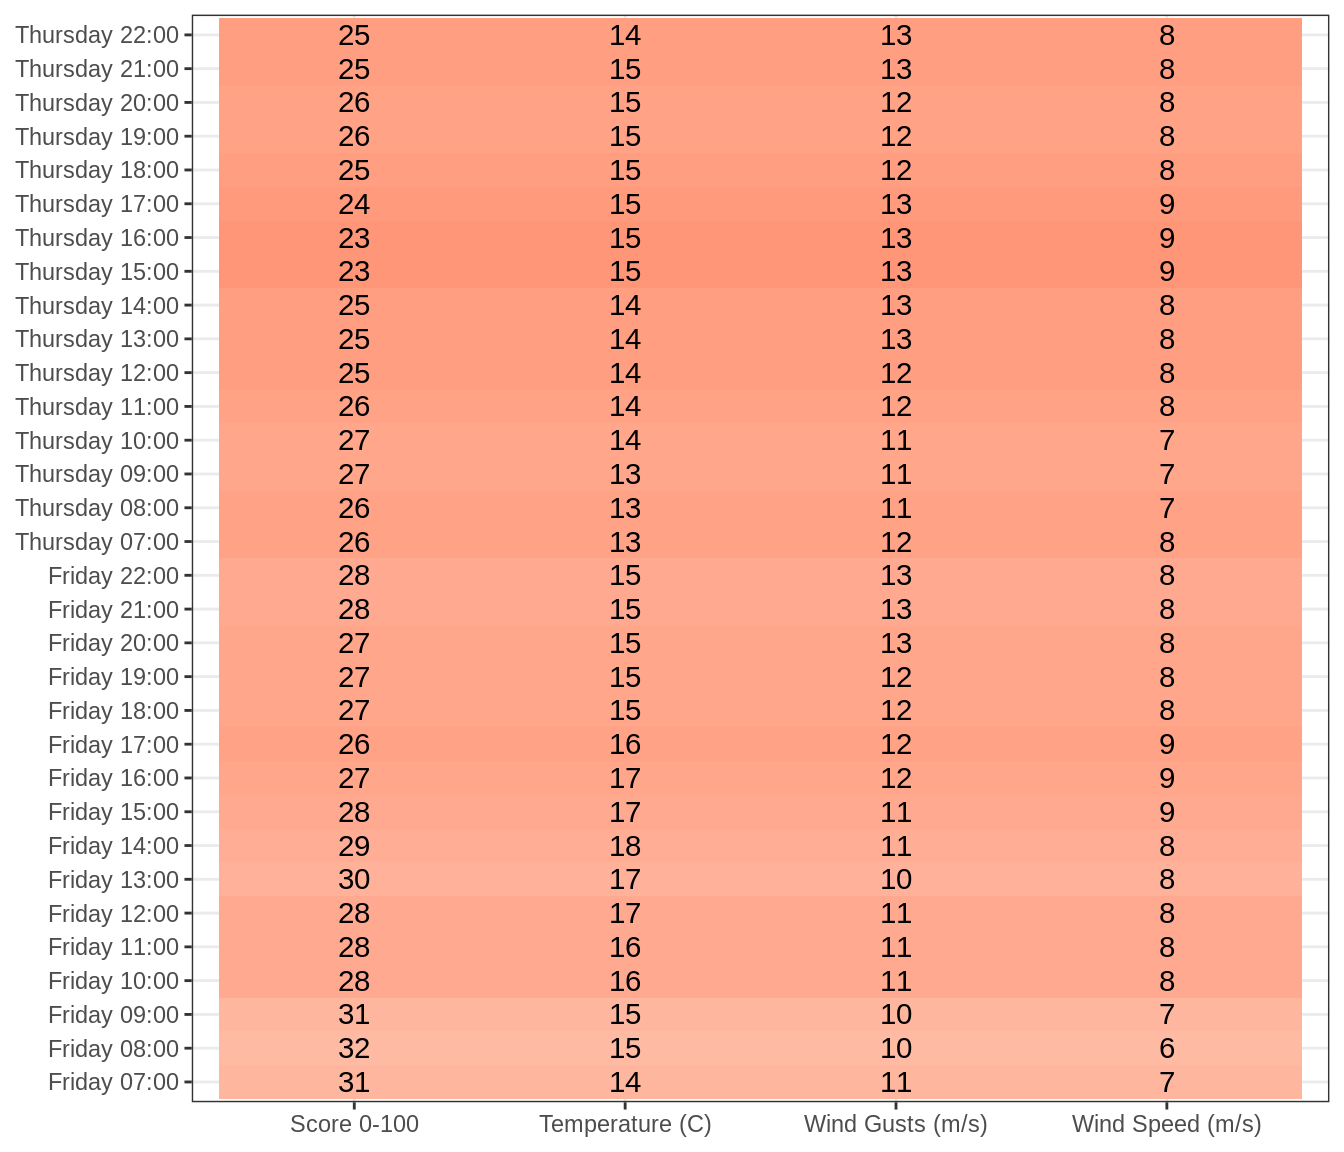 Thursday 22:00 25 14 13 8
Thursday 21:00 25 15 13 8
Thursday 20:00 26 15 12 8
Thursday 19:00 26 15 12 8
Thursday 18:00 25 15 12 8
Thursday 17:00 24 15 13 9
Thursday 16:00 23 15 13 9
Thursday 15:00 23 15 13 9
Thursday 14:00 25 14 13 8
Thursday 13:00 25 14 13 8
Thursday 12:00 25 14 12 8
Thursday 11:00 26 14 12 8
Thursday 10:00 27 14 11 7
Thursday 09:00 27 13 11 7
Thursday 08:00 26 13 11 7
Thursday 07:00 26 13 12 8
Friday 22:00 28 15 13 8
Friday 21:00 28 15 13 8
Friday 20:00 27 15 13 8
Friday 19:00 27 15 12 8
Friday 18:00 27 15 12 8
Friday 17:00 26 16 12 9
Friday 16:00 27 17 12 9
Friday 15:00 28 17 11 9
Friday 14:00 29 18 11 8
Friday 13:00 30 17 10 8
Friday 12:00 28 17 11 8
Friday 11:00 28 16 11 8
Friday 10:00 28 16 11 8
Friday 09:00 31 15 10 7
Friday 08:00 32 15 10 6
Friday 07:00 31 14 11 7
Score 0-100 Temperature (C) Wind Gusts (m/s) Wind Speed (m/s)